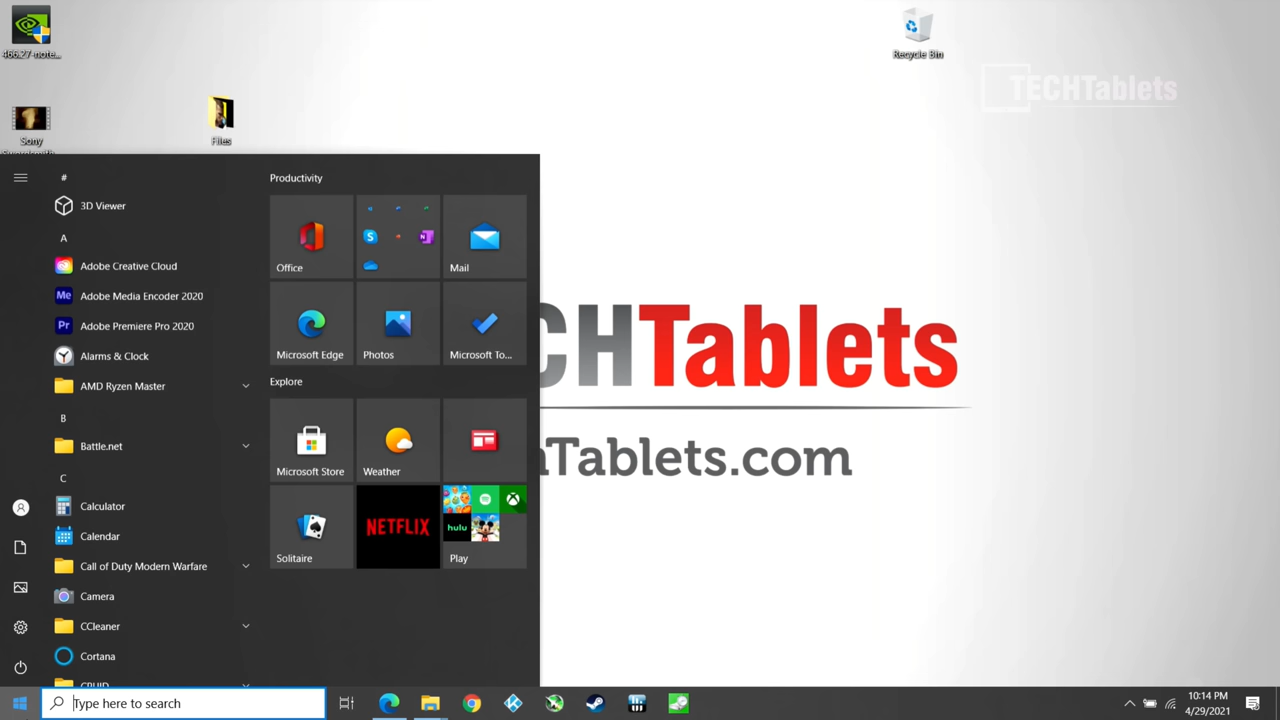 466.27-note...
Recycle Bin
TECHTablets
Sony
Files
#
3D Viewer
A
Adobe Creative Cloud
Me
Adobe Media Encoder 2020
Pr
Adobe Premiere Pro 2020
Alarms & Clock
AMD Ryzen Master
B
Battle.net
C
Calculator
Calendar
Call of Duty Modern Warfare
Camera
CCleaner
Cortana
CPUID
Productivity
Office
Mail
Microsoft Edge
Photos
Microsoft To...
Explore
Microsoft Store
Weather
Solitaire
NETFLIX
hulu
Play
CHTablets
Tablets.com
Type here to search
10:14 PM
4/29/2021